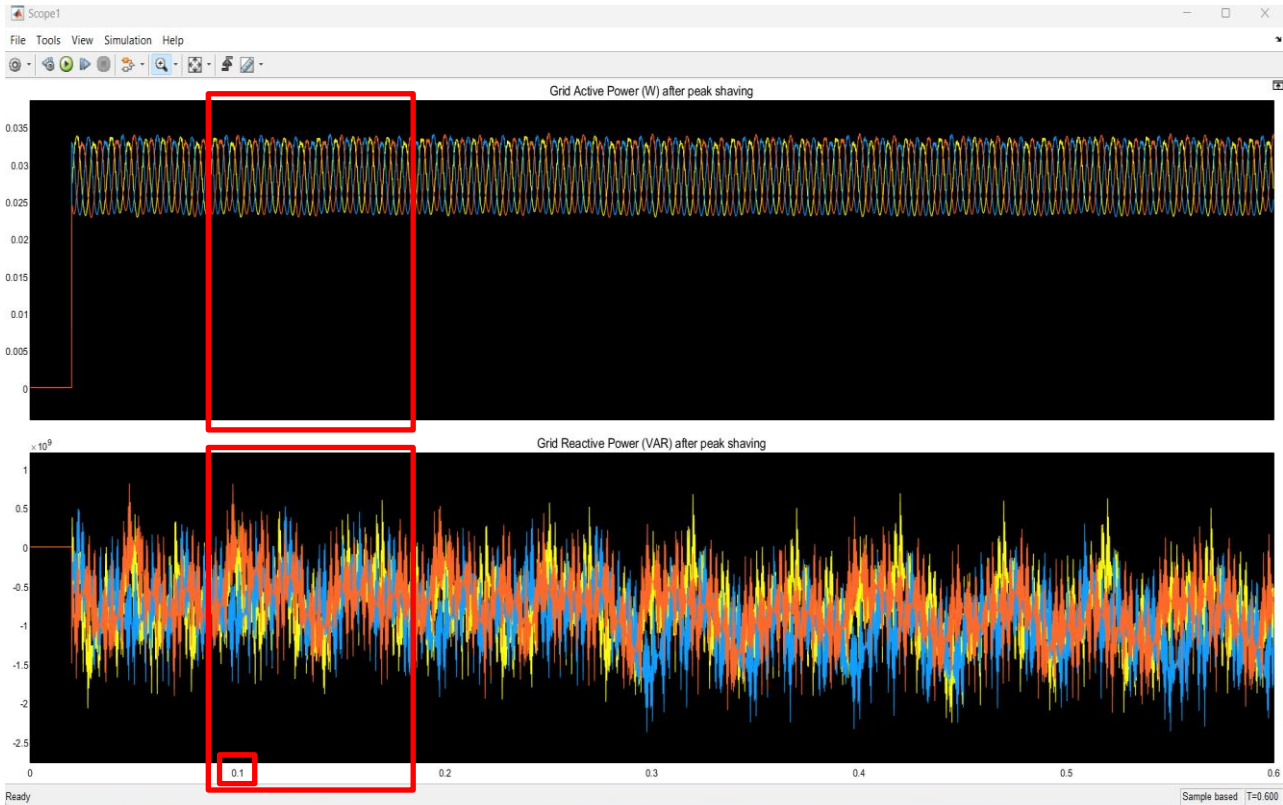 Scope1
File Tools View Simulation Help
Grid Active Power (W) after peak shaving
0.035
0.03
0.025
0.02
0.015
0.01
0.005
0
Grid Reactive Power (VAR) after peak shaving
× 10⁹
1
0.5
0
-0.5
-1
-1.5
-2
-2.5
0 0.1 0.2 0.3 0.4 0.5 0.6
Ready Sample based T=0.600